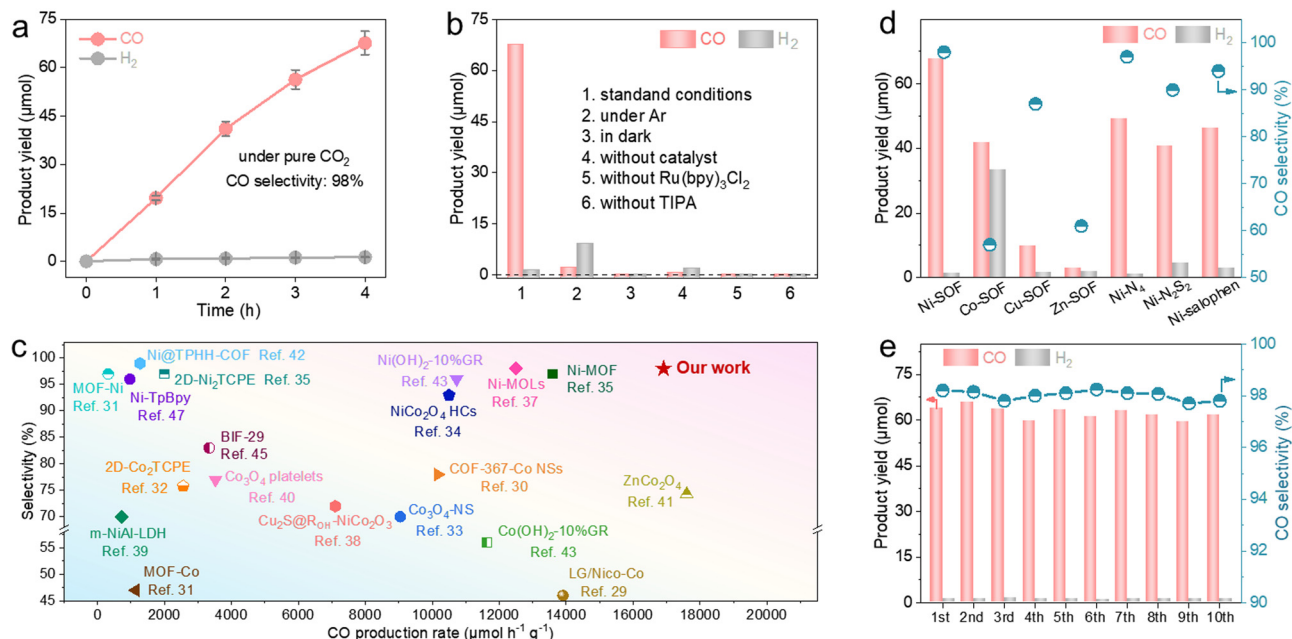 a
75
60
45
30
15
0
Product yield (μmol)
CO
H2
under pure CO2
CO selectivity: 98%
0 1 2 3 4
Time (h)
b
75
60
45
30
15
0
Product yield (μmol)
CO H2
1. standand conditions
2. under Ar
3. in dark
4. without catalyst
5. without Ru(bpy)3Cl2
6. without TIPA
1 2 3 4 5 6
d
80
60
40
20
0
Product yield (μmol)
CO H2
100
90
80
70
60
50
CO selectivity (%)
Ni-SOF Co-SOF Cu-SOF Zn-SOF Ni-N4 Ni-N2S2 Ni-salophen
c
100
95
90
85
80
75
70
55
50
45
Selectivity (%)
Ni@TPHH-COF Ref. 42
MOF-Ni
Ref. 31
2D-Ni2TCPE Ref. 35
Ni-TpBpy
Ref. 47
Ni(OH)2-10%GR
Ref. 43
Ni-MOLs
Ref. 37
Ni-MOF
Ref. 35
Our work
NiCo2O4 HCs
Ref. 34
BIF-29
Ref. 45
2D-Co2TCPE
Ref. 32
Co3O4 platelets
Ref. 40
COF-367-Co NSs
Ref. 30
ZnCo2O4
Ref. 41
m-NiAl-LDH
Ref. 39
Cu2S@ROH-NiCo2O3
Ref. 38
Co3O4-NS
Ref. 33
Co(OH)2-10%GR
Ref. 43
MOF-Co
Ref. 31
LG/Nico-Co
Ref. 29
0 2000 4000 6000 8000 10000 12000 14000 16000 18000 20000
CO production rate (μmol h-1 g-1)
e
90
75
60
45
30
15
0
Product yield (μmol)
CO H2
100
98
96
94
92
90
CO selectivity (%)
1st 2nd 3rd 4th 5th 6th 7th 8th 9th 10th